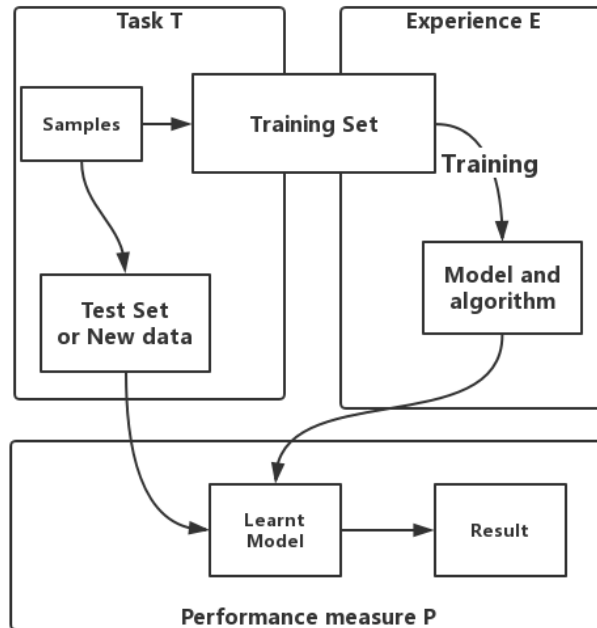 Task T
Experience E
Samples
Training Set
Training
Test Set
or New data
Model and
algorithm
Learnt
Model
Result
Performance measure P